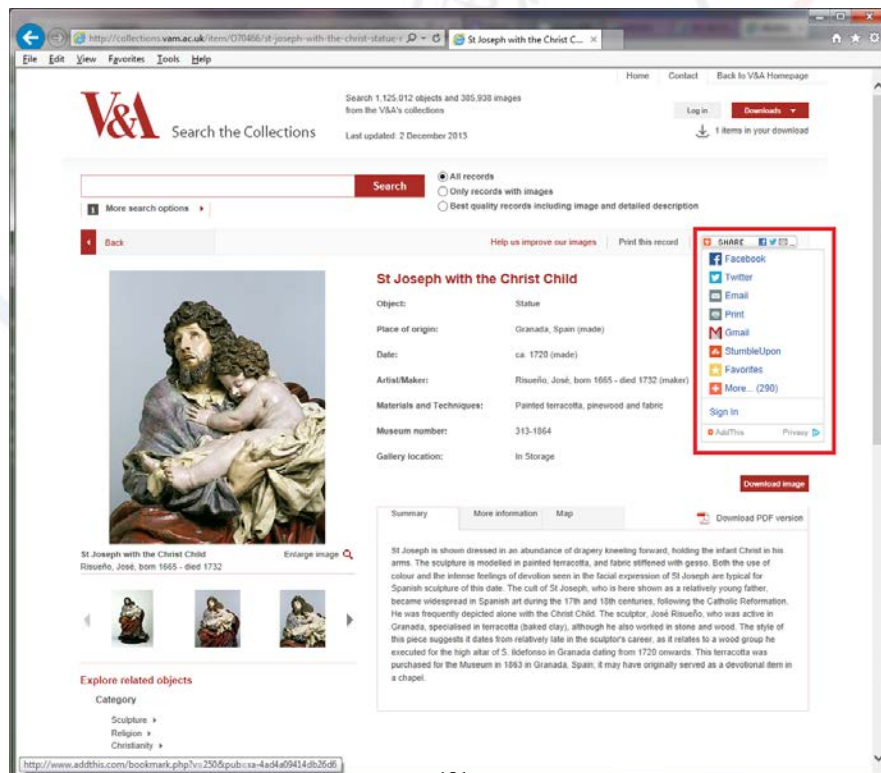 http://collections.vam.ac.uk/item/O70466/st-joseph-with-the-christ-statue-r
St Joseph with the Christ C...
File Edit View Favorites Tools Help
Home Contact Back to V&A Homepage
V&A Search the Collections
Search 1,125,012 objects and 385,938 images
from the V&A's collections
Last updated: 2 December 2013
Log in Downloads
1 items in your download
Search
All records
Only records with images
Best quality records including image and detailed description
More search options
Back
Help us improve our images Print this record SHARE
Facebook
Twitter
Email
Print
Gmail
StumbleUpon
Favorites
More... (290)
Sign In
AddThis Privacy
St Joseph with the Christ Child
Object: Statue
Place of origin: Granada, Spain (made)
Date: ca. 1720 (made)
Artist/Maker: Risueño, José, born 1665 - died 1732 (maker)
Materials and Techniques: Painted terracotta, pinewood and fabric
Museum number: 313-1864
Gallery location: In Storage
Download image
Summary More information Map Download PDF version
St Joseph is shown dressed in an abundance of drapery kneeling forward, holding the infant Christ in his
arms. The sculpture is modelled in painted terracotta, and fabric stiffened with gesso. Both the use of
colour and the intense feelings of devotion seen in the facial expression of St Joseph are typical for
Spanish sculpture of this date. The cult of St Joseph, who is here shown as a relatively young father,
became widespread in Spanish art during the 17th and 18th centuries, following the Catholic Reformation.
He was frequently depicted alone with the Christ Child. The sculptor, José Risueño, who was active in
Granada, specialised in terracotta (baked clay), although he also worked in stone and wood. The style of
this piece suggests it dates from relatively late in the sculptor's career, as it relates to a wood group he
executed for the high altar of S. Ildefonso in Granada dating from 1720 onwards. This terracotta was
purchased for the Museum in 1863 in Granada, Spain; it may have originally served as a devotional item in
a chapel.
St Joseph with the Christ Child Enlarge image
Risueño, José, born 1665 - died 1732
Explore related objects
Category
Sculpture
Religion
Christianity
http://www.addthis.com/bookmark.php?v=250&pub=xa-4ad4a09414db26d6